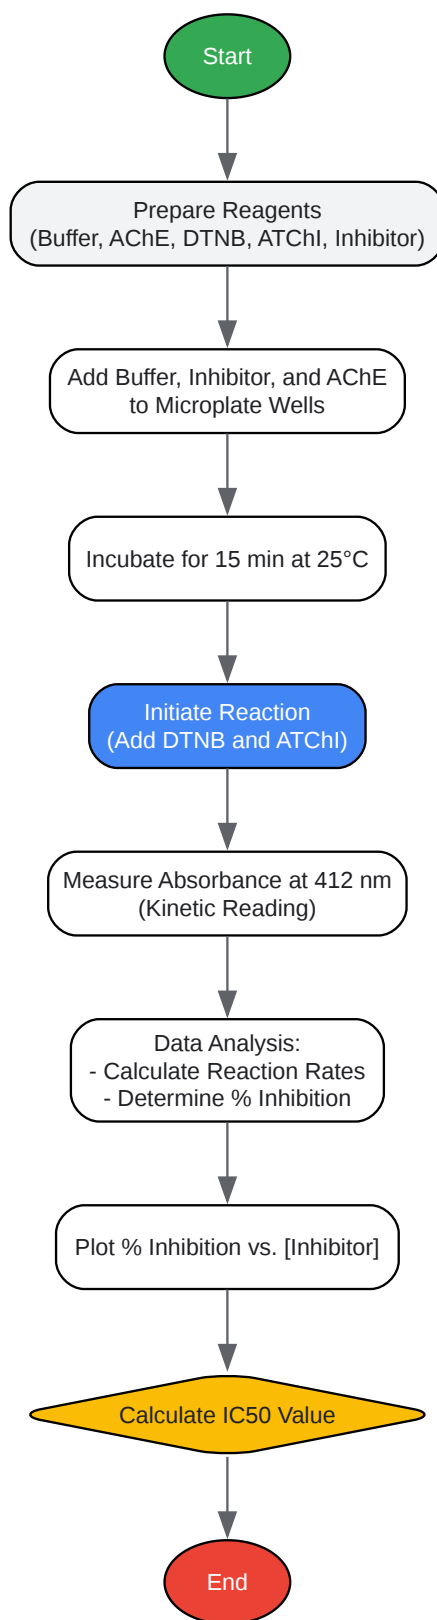 Start
Prepare Reagents
(Buffer, AChE, DTNB, ATChI, Inhibitor)
Add Buffer, Inhibitor, and AChE
to Microplate Wells
Incubate for 15 min at 25°C
Initiate Reaction
(Add DTNB and ATChI)
Measure Absorbance at 412 nm
(Kinetic Reading)
Data Analysis:
- Calculate Reaction Rates
- Determine % Inhibition
Plot % Inhibition vs. [Inhibitor]
Calculate IC50 Value
End